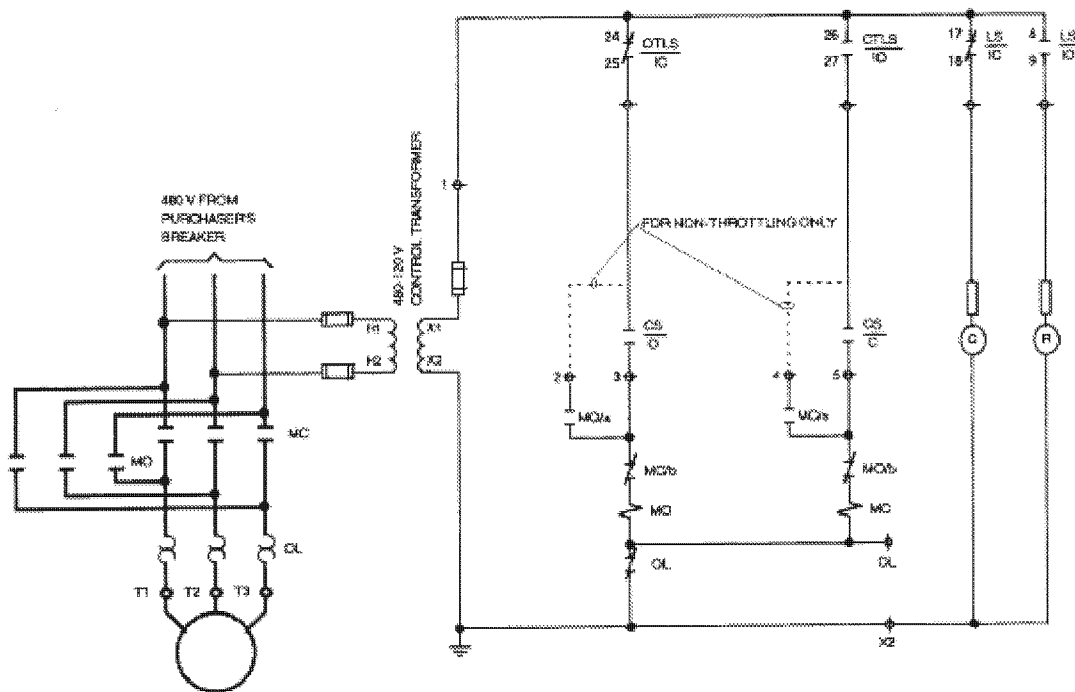 480 V FROM
PURCHASER'S
BREAKER
480-120 V
CONTROL TRANSFORMER
H1
H2
X1
X2
1
24
25
OTLS
IC
26
27
OTLS
IO
17
18
LS
IC
8
9
LS
IO
FOR NON-THROTTLING ONLY
CS
O
CS
C
G
R
2
3
4
5
MO/a
MC/b
MO
MO/b
MC
OL
OL
X2
MC
MO
OL
T1
T2
T3